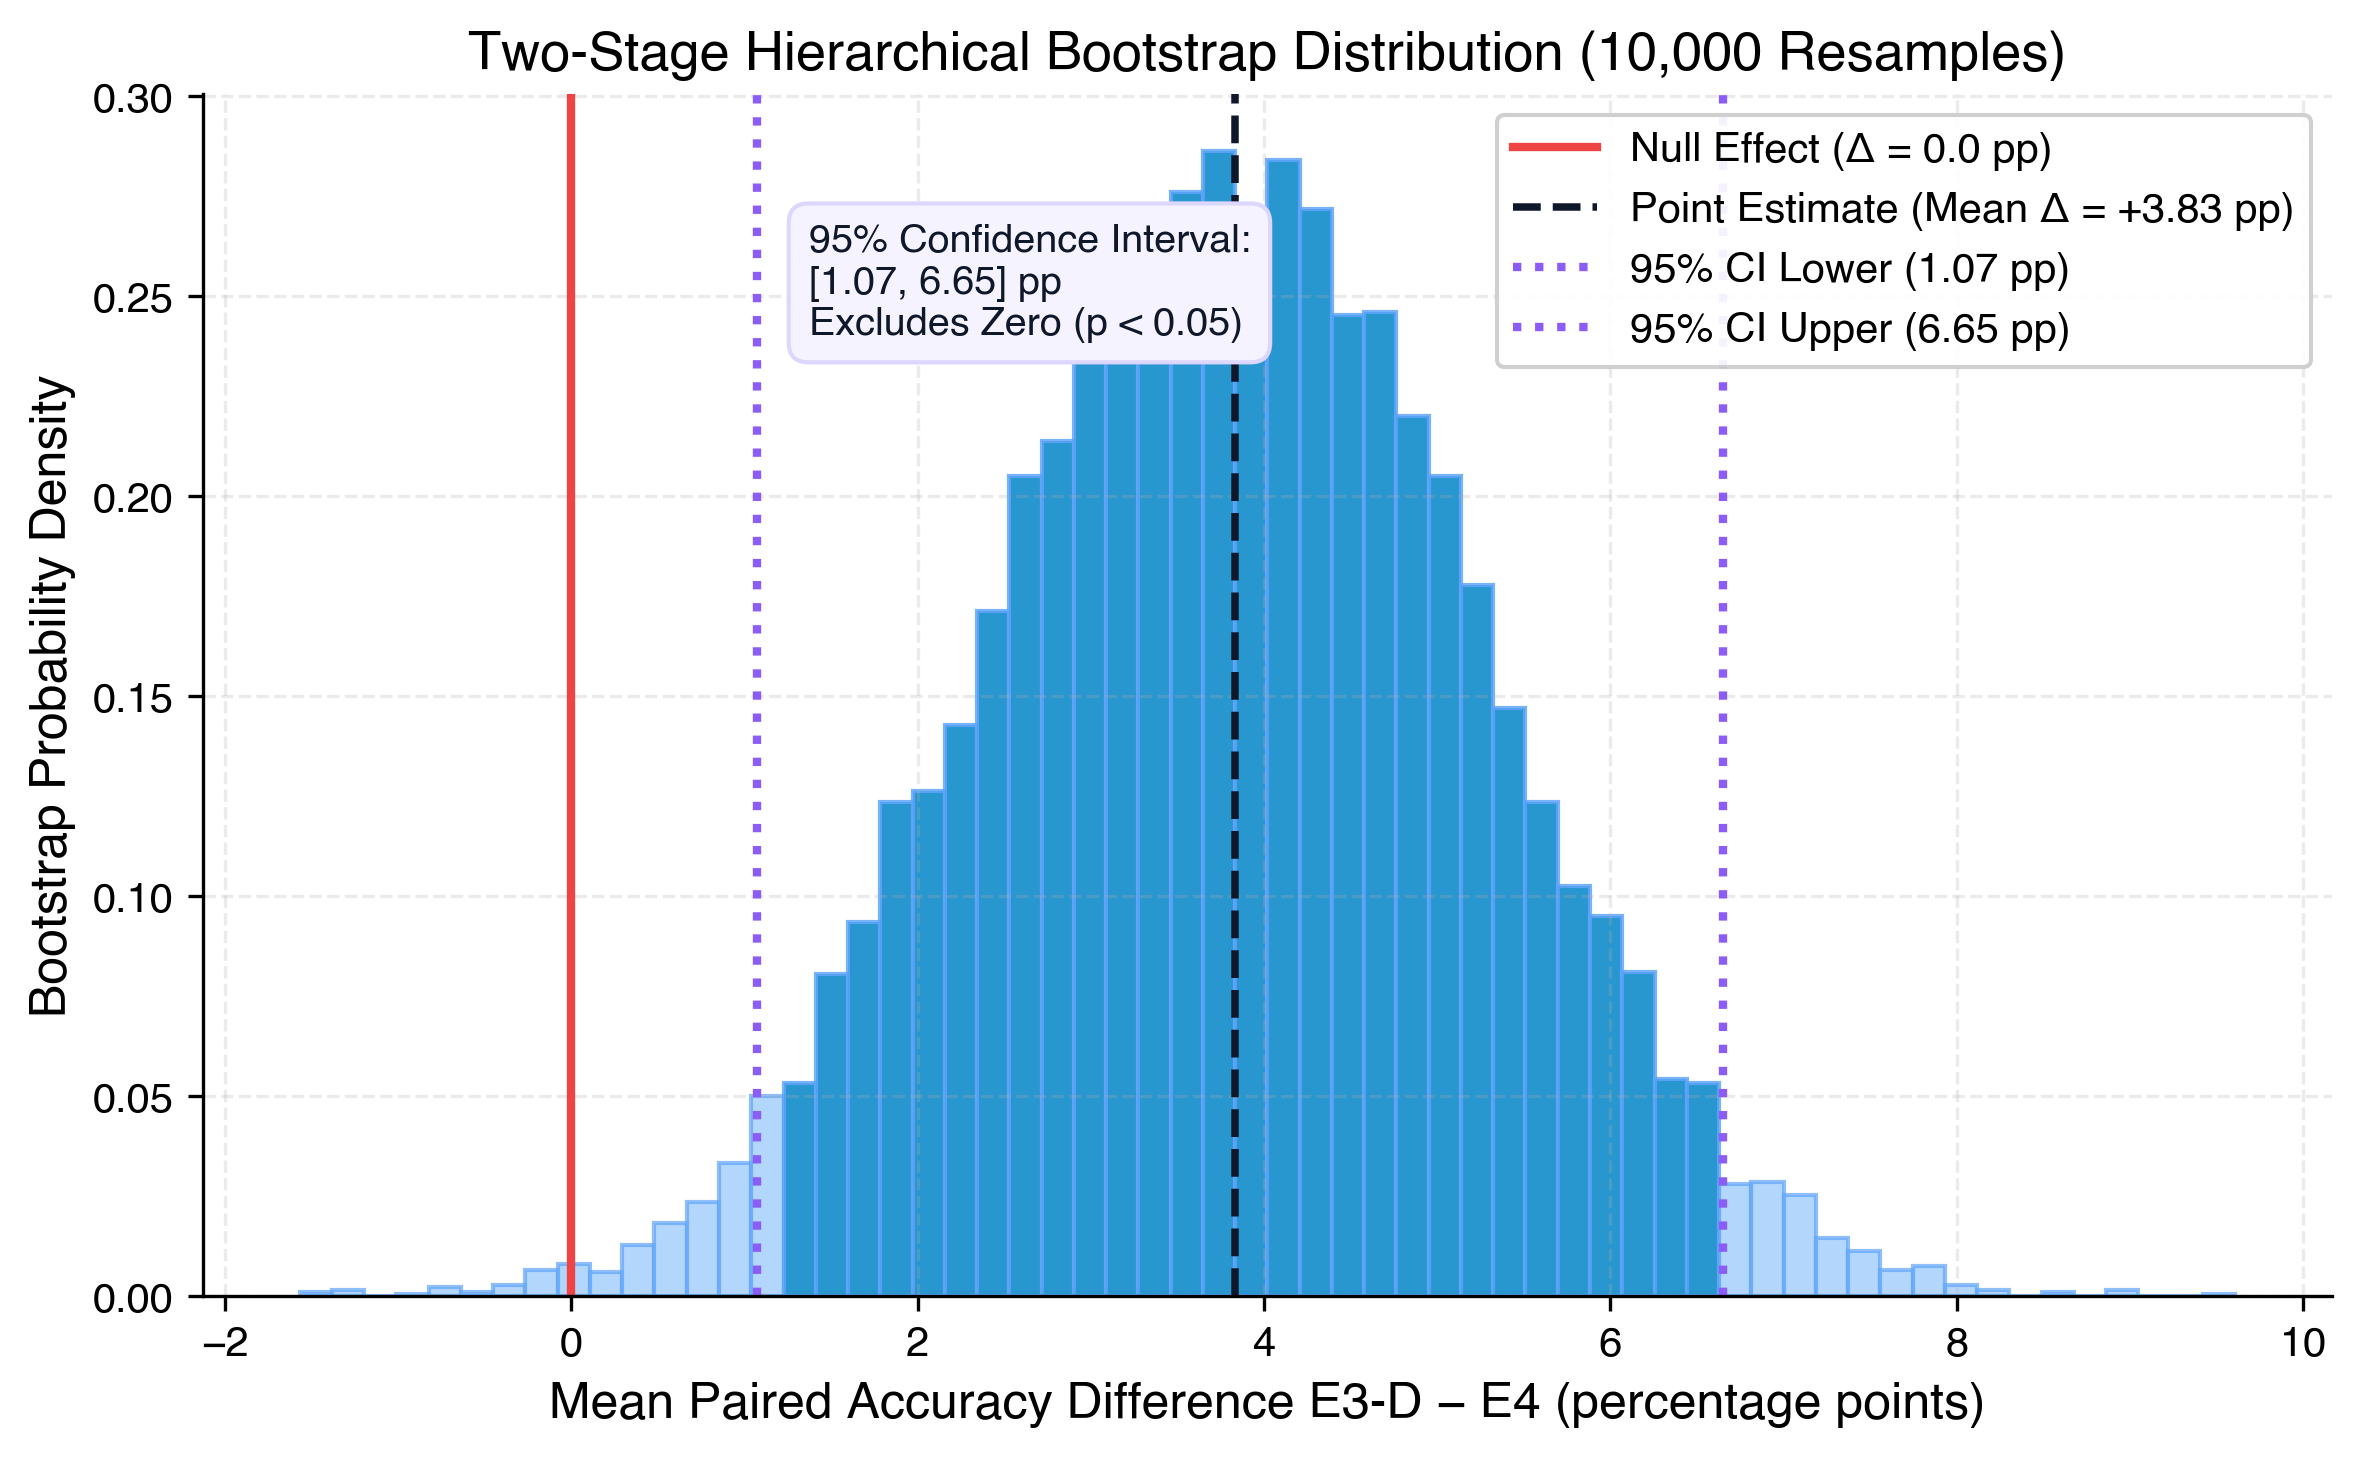 Two-Stage Hierarchical Bootstrap Distribution (10,000 Resamples)
Bootstrap Probability Density
0.30
0.25
0.20
0.15
0.10
0.05
0.00
95% Confidence Interval:
[1.07, 6.65] pp
Excludes Zero (p < 0.05)
Null Effect (Δ = 0.0 pp)
Point Estimate (Mean Δ = +3.83 pp)
95% CI Lower (1.07 pp)
95% CI Upper (6.65 pp)
−2 0 2 4 6 8 10
Mean Paired Accuracy Difference E3-D − E4 (percentage points)